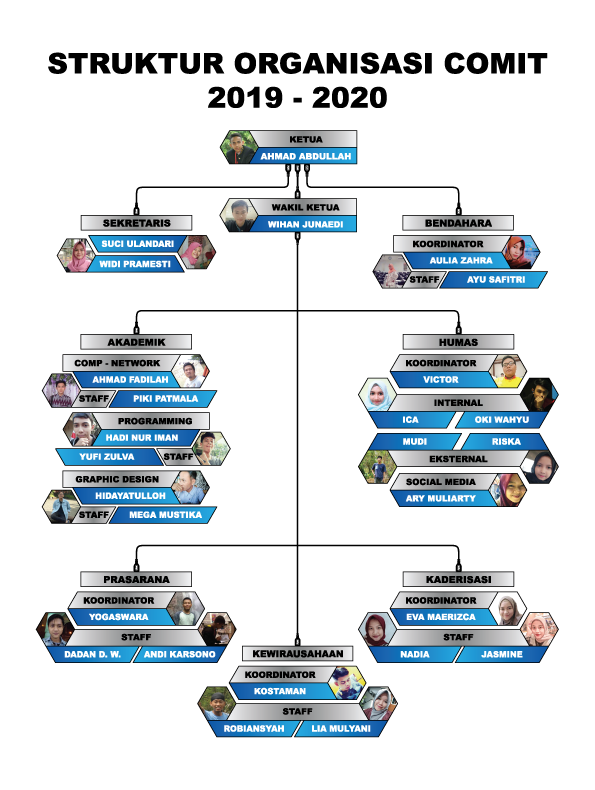 STRUKTUR ORGANISASI COMIT
2019 - 2020
KETUA
AHMAD ABDULLAH
WAKIL KETUA
WIHAN JUNAEDI
SEKRETARIS
SUCI ULANDARI
WIDI PRAMESTI
BENDAHARA
KOORDINATOR
AULIA ZAHRA
STAFF AYU SAFITRI
AKADEMIK
COMP - NETWORK
AHMAD FADILAH
STAFF PIKI PATMALA
PROGRAMMING
HADI NUR IMAN
YUFI ZULVA STAFF
GRAPHIC DESIGN
HIDAYATULLOH
STAFF MEGA MUSTIKA
HUMAS
KOORDINATOR
VICTOR
INTERNAL
ICA OKI WAHYU
MUDI RISKA
EKSTERNAL
SOCIAL MEDIA
ARY MULIARTY
PRASARANA
KOORDINATOR
YOGASWARA
STAFF
DADAN D. W. ANDI KARSONO
KADERISASI
KOORDINATOR
EVA MAERIZCA
STAFF
NADIA JASMINE
KEWIRAUSAHAAN
KOORDINATOR
KOSTAMAN
STAFF
ROBIANSYAH LIA MULYANI